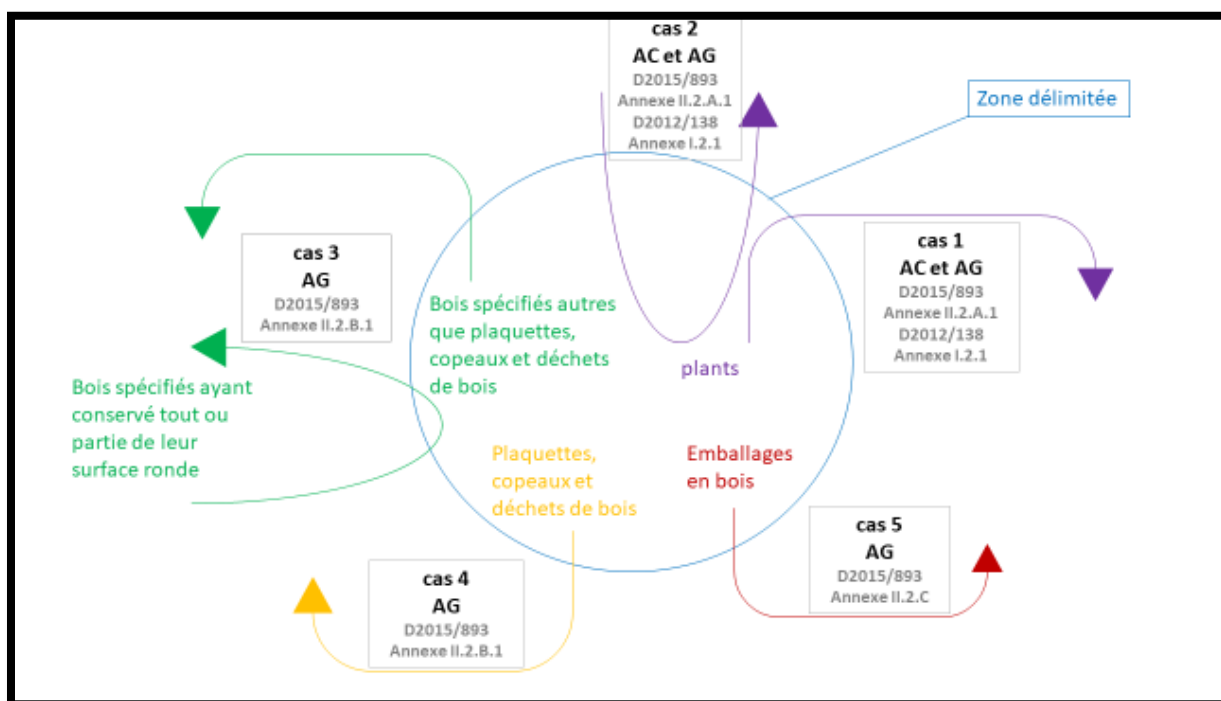 cas 2
AC et AG
D2015/893
Annexe II.2.A.1
D2012/138
Annexe I.2.1
Zone délimitée
cas 1
AC et AG
D2015/893
Annexe II.2.A.1
D2012/138
Annexe I.2.1
cas 3
AG
D2015/893
Annexe II.2.B.1
Bois spécifiés autres
que plaquettes,
copeaux et déchets
de bois
plants
Bois spécifiés ayant
conservé tout ou
partie de leur
surface ronde
Plaquettes,
copeaux et
déchets de bois
Emballages
en bois
cas 5
AG
D2015/893
Annexe II.2.C
cas 4
AG
D2015/893
Annexe II.2.B.1